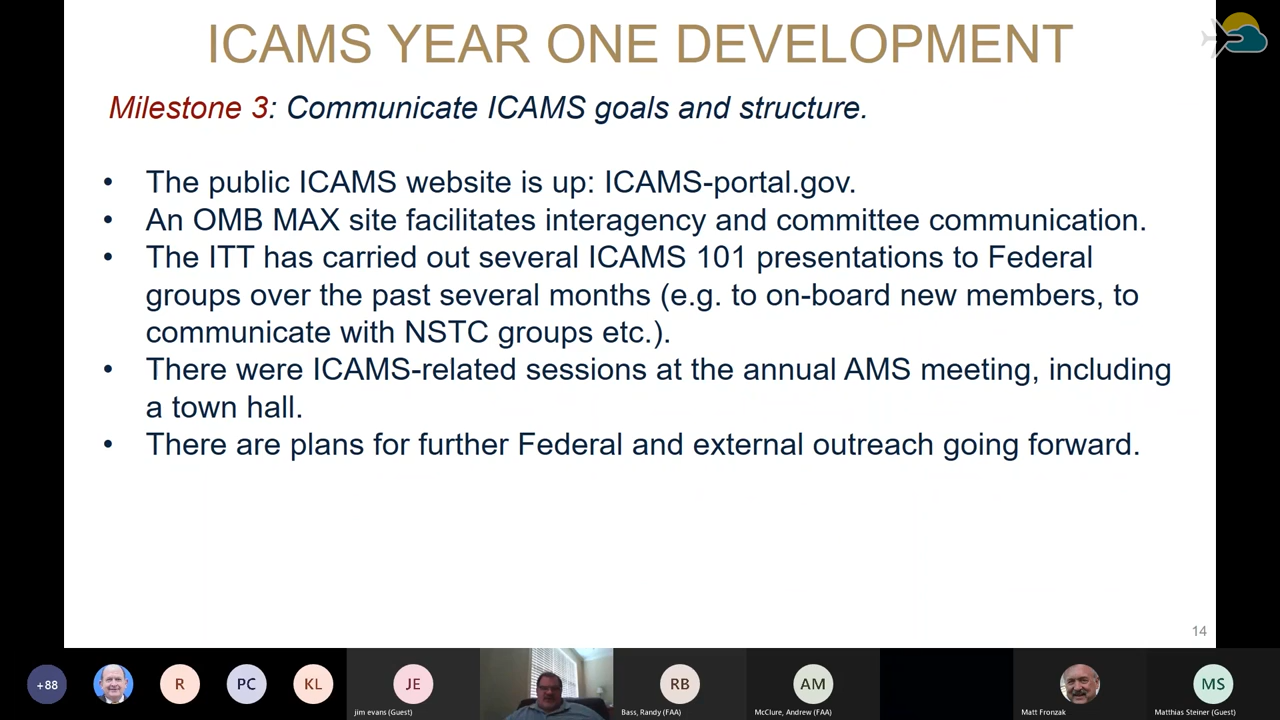 ICAMS YEAR ONE DEVELOPMENT
Milestone 3: Communicate ICAMS goals and structure.
• The public ICAMS website is up: ICAMS-portal.gov.
• An OMB MAX site facilitates interagency and committee communication.
• The ITT has carried out several ICAMS 101 presentations to Federal
groups over the past several months (e.g. to on-board new members, to
communicate with NSTC groups etc.).
• There were ICAMS-related sessions at the annual AMS meeting, including
a town hall.
• There are plans for further Federal and external outreach going forward.
14
+88
R
PC
KL
JE
RB
AM
MS
jim evans (Guest)
Bass, Randy (FAA)
McClure, Andrew (FAA)
Matt Fronzak
Matthias Steiner (Guest)